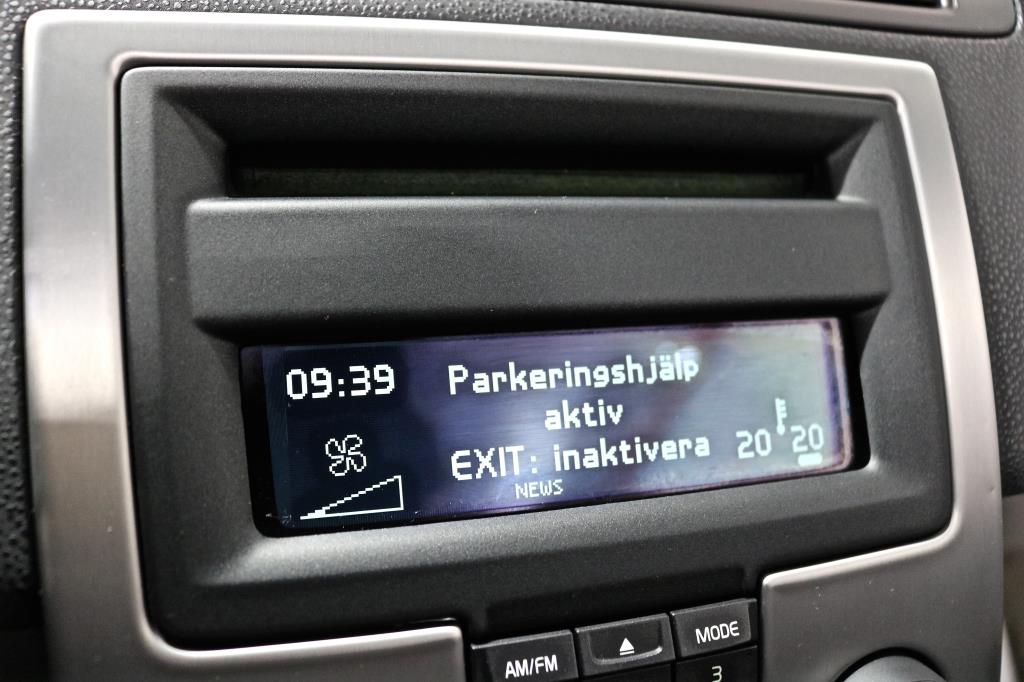 09:39
Parkeringshjälp
aktiv
EXIT: inaktivera
20 20
NEWS
AM/FM
MODE
3